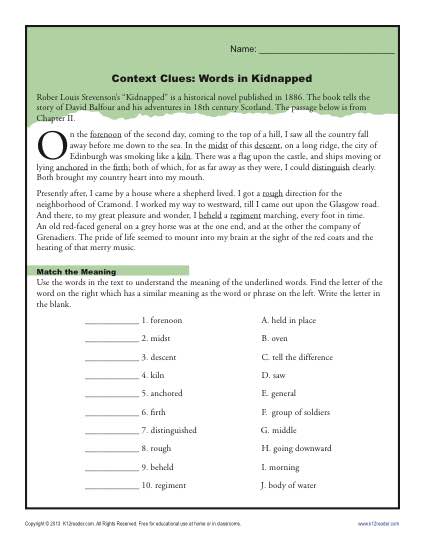 Name: ____________________________
Context Clues: Words in Kidnapped
Rober Louis Stevenson's "Kidnapped" is a historical novel published in 1886. The book tells the
story of David Balfour and his adventures in 18th century Scotland. The passage below is from
Chapter II.
On the forenoon of the second day, coming to the top of a hill, I saw all the country fall
away before me down to the sea. In the midst of this descent, on a long ridge, the city of
Edinburgh was smoking like a kiln. There was a flag upon the castle, and ships moving or
lying anchored in the firth; both of which, for as far away as they were, I could distinguish clearly.
Both brought my country heart into my mouth.
Presently after, I came by a house where a shepherd lived. I got a rough direction for the
neighborhood of Cramond. I worked my way to westward, till I came out upon the Glasgow road.
And there, to my great pleasure and wonder, I beheld a regiment marching, every foot in time.
An old red-faced general on a grey horse was at the one end, and at the other the company of
Grenadiers. The pride of life seemed to mount into my brain at the sight of the red coats and the
hearing of that merry music.
Match the Meaning
Use the words in the text to understand the meaning of the underlined words. Find the letter of the
word on the right which has a similar meaning as the word or phrase on the left. Write the letter in
the blank.
____________ 1. forenoon A. held in place
____________ 2. midst B. oven
____________ 3. descent C. tell the difference
____________ 4. kiln D. saw
____________ 5. anchored E. general
____________ 6. firth F. group of soldiers
____________ 7. distinguished G. middle
____________ 8. rough H. going downward
____________ 9. beheld I. morning
____________ 10. regiment J. body of water
Copyright © 2013 K12reader.com. All Rights Reserved. Free for educational use at home or in classrooms. www.k12reader.com